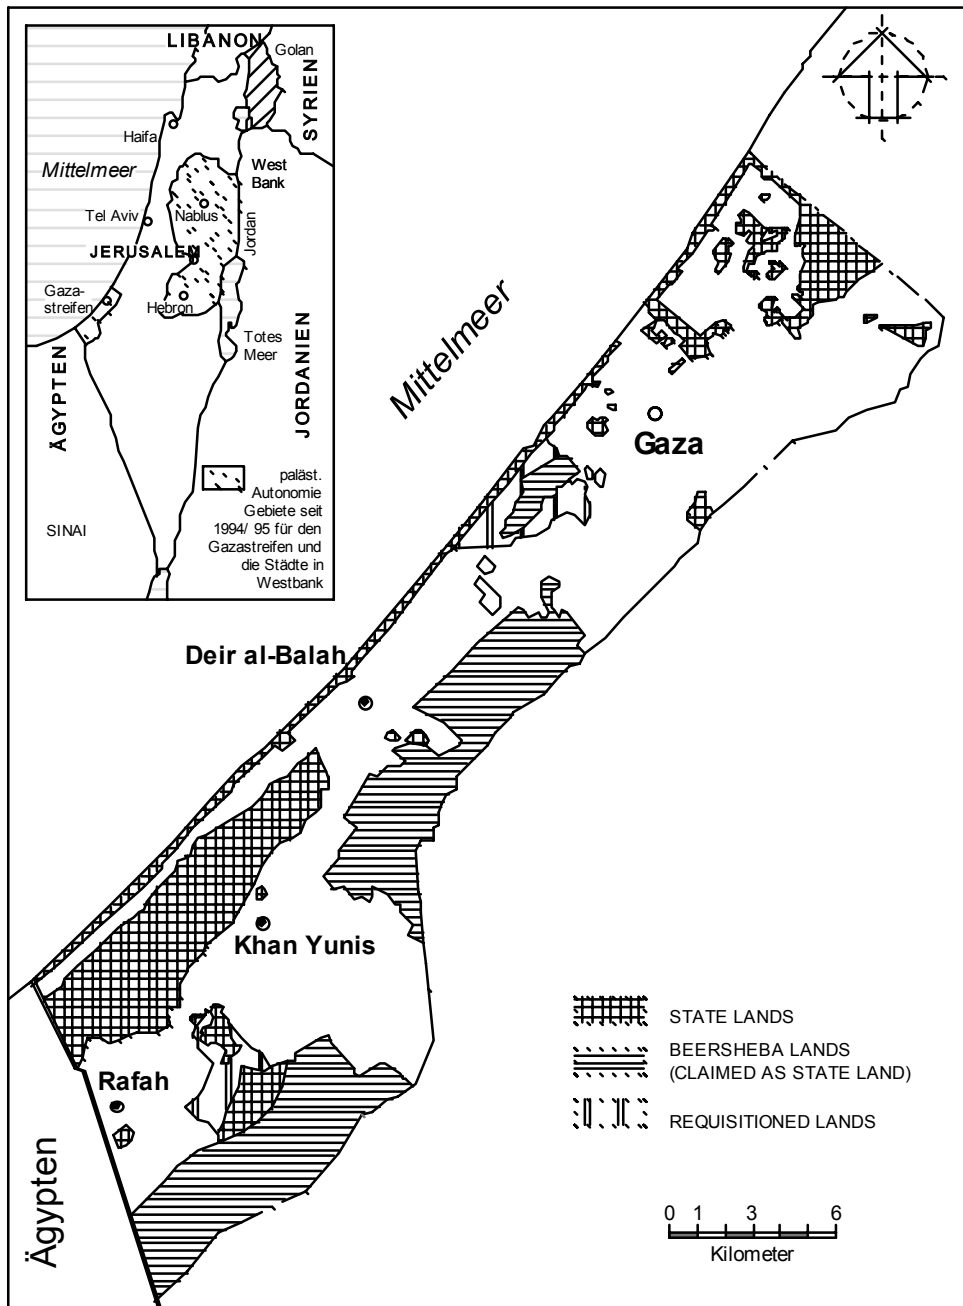 LIBANON
Golan
SYRIEN
Haifa
Mittelmeer
West
Bank
Tel Aviv
Nablus
Jordan
JERUSALEM
Gaza-
streifen
Hebron
Totes
Meer
ÄGYPTEN
JORDANIEN
SINAI
paläst.
Autonomie
Gebiete seit
1994/ 95 für den
Gazastreifen und
die Städte in
Westbank
Mittelmeer
Gaza
Deir al-Balah
Khan Yunis
Rafah
Ägypten
STATE LANDS
BEERSHEBA LANDS
(CLAIMED AS STATE LAND)
REQUISITIONED LANDS
0 1 3 6
Kilometer